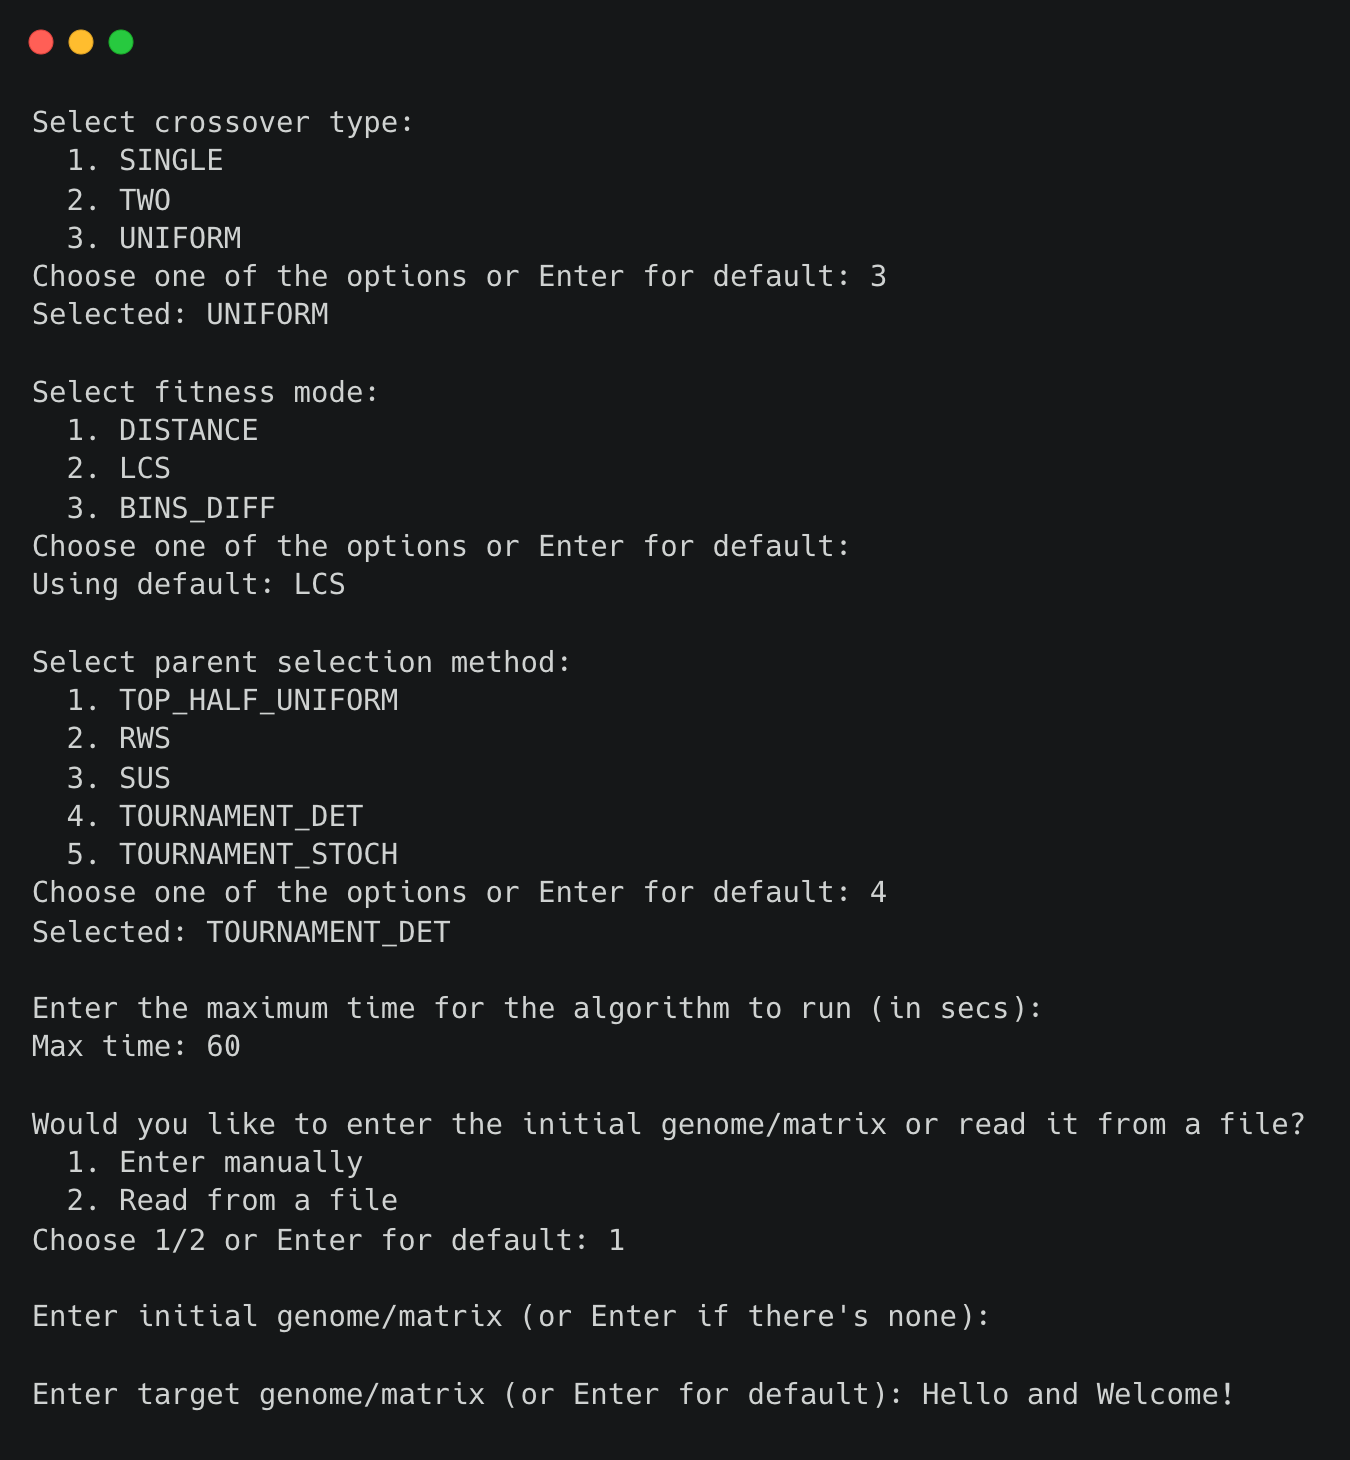 Select crossover type:
  1. SINGLE
  2. TWO
  3. UNIFORM
Choose one of the options or Enter for default: 3
Selected: UNIFORM

Select fitness mode:
  1. DISTANCE
  2. LCS
  3. BINS_DIFF
Choose one of the options or Enter for default:
Using default: LCS

Select parent selection method:
  1. TOP_HALF_UNIFORM
  2. RWS
  3. SUS
  4. TOURNAMENT_DET
  5. TOURNAMENT_STOCH
Choose one of the options or Enter for default: 4
Selected: TOURNAMENT_DET

Enter the maximum time for the algorithm to run (in secs):
Max time: 60

Would you like to enter the initial genome/matrix or read it from a file?
  1. Enter manually
  2. Read from a file
Choose 1/2 or Enter for default: 1

Enter initial genome/matrix (or Enter if there's none):

Enter target genome/matrix (or Enter for default): Hello and Welcome!